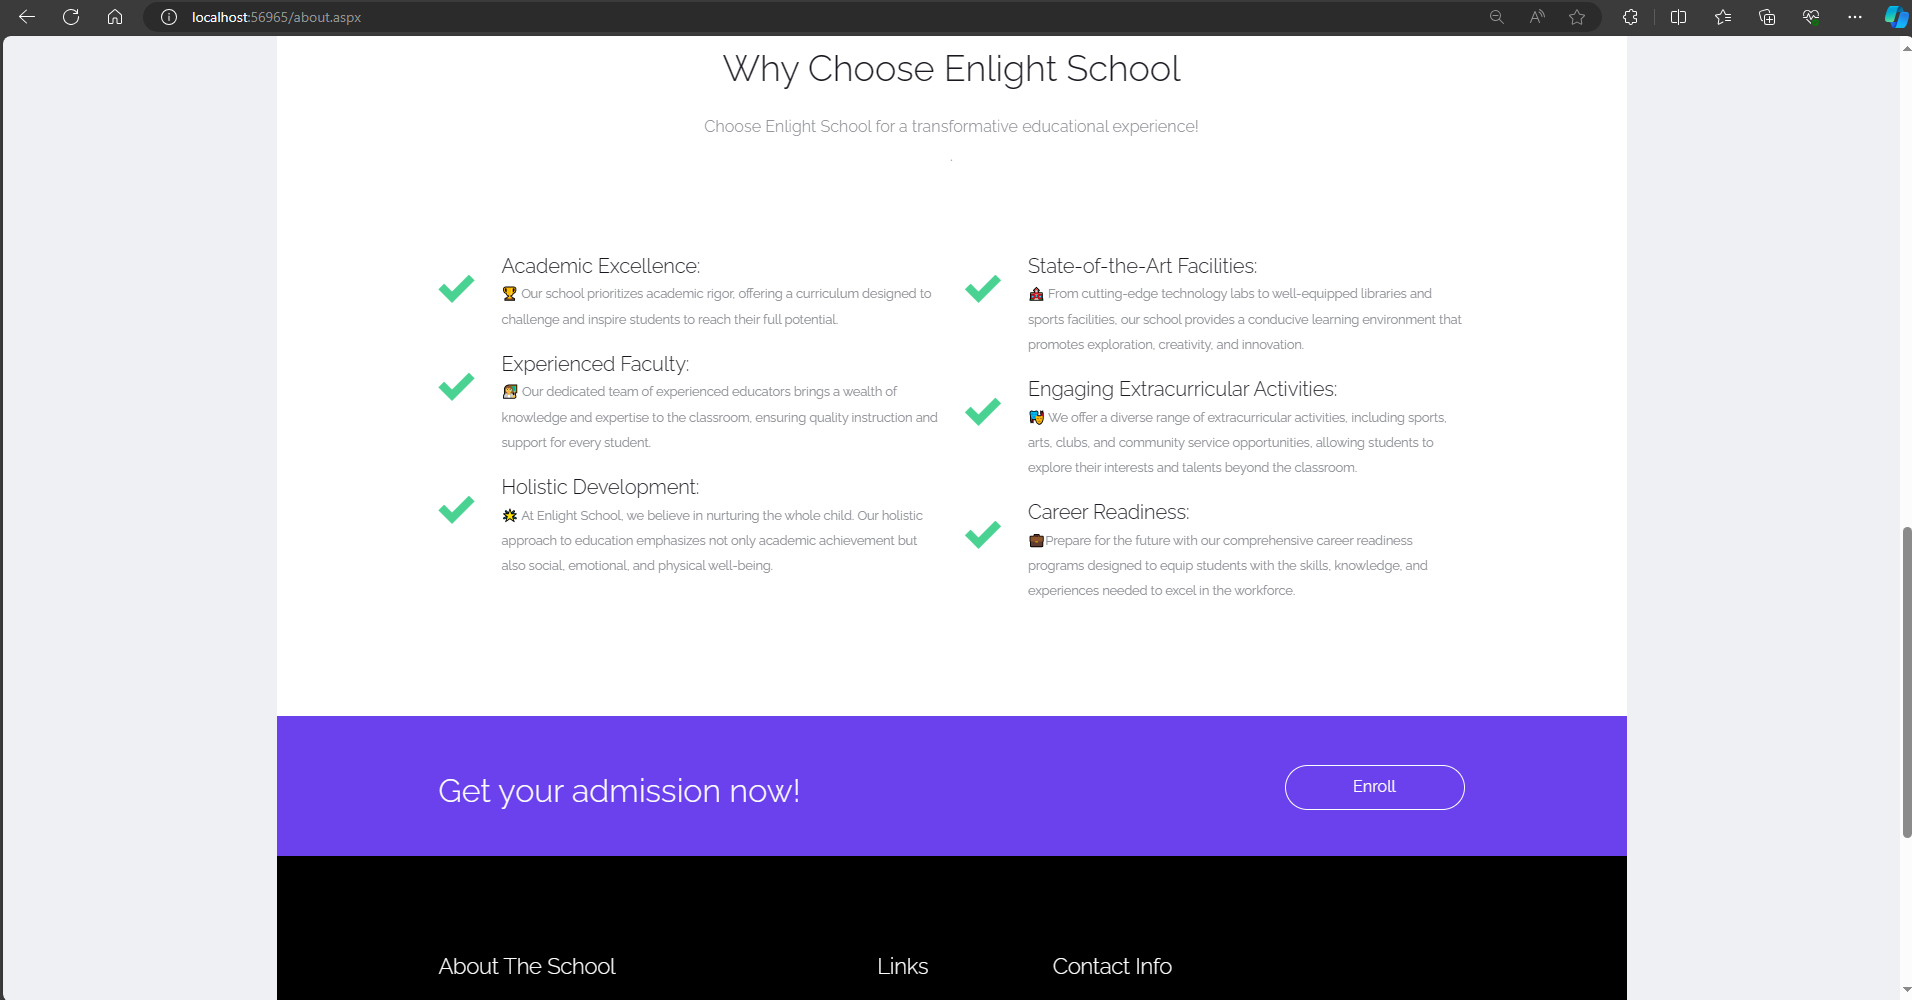 localhost:56965/about.aspx
Why Choose Enlight School
Choose Enlight School for a transformative educational experience!
.
Academic Excellence:
🏆 Our school prioritizes academic rigor, offering a curriculum designed to
challenge and inspire students to reach their full potential.
Experienced Faculty:
👩‍🏫 Our dedicated team of experienced educators brings a wealth of
knowledge and expertise to the classroom, ensuring quality instruction and
support for every student.
Holistic Development:
🌟 At Enlight School, we believe in nurturing the whole child. Our holistic
approach to education emphasizes not only academic achievement but
also social, emotional, and physical well-being.
State-of-the-Art Facilities:
🏫 From cutting-edge technology labs to well-equipped libraries and
sports facilities, our school provides a conducive learning environment that
promotes exploration, creativity, and innovation.
Engaging Extracurricular Activities:
🎭 We offer a diverse range of extracurricular activities, including sports,
arts, clubs, and community service opportunities, allowing students to
explore their interests and talents beyond the classroom.
Career Readiness:
💼Prepare for the future with our comprehensive career readiness
programs designed to equip students with the skills, knowledge, and
experiences needed to excel in the workforce.
Get your admission now!
Enroll
About The School
Links
Contact Info